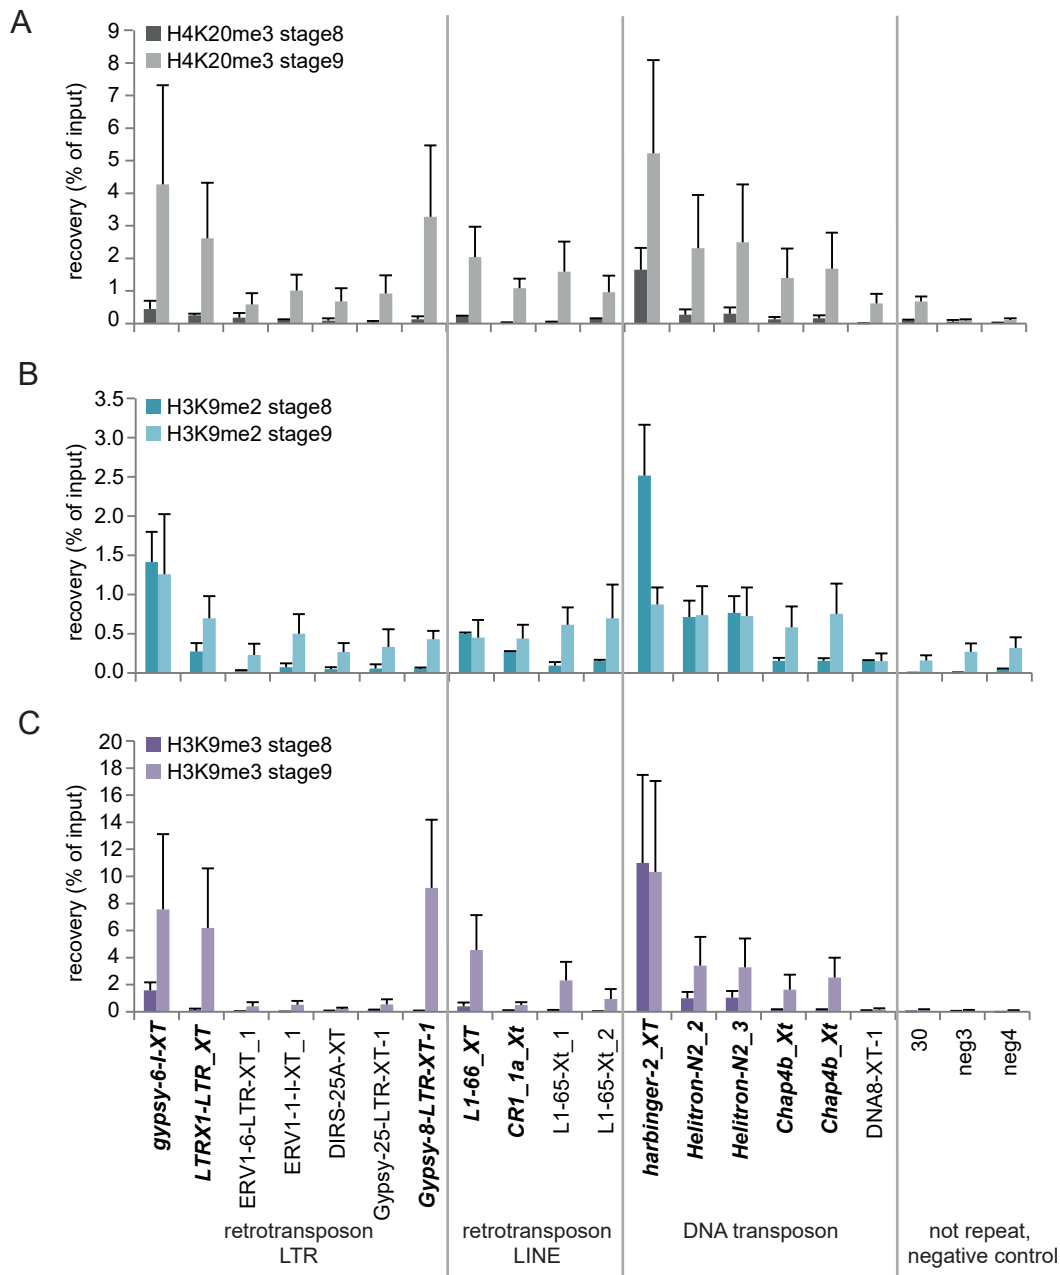 A
9
8
7
6
5
4
3
2
1
0
recovery (% of input)
H4K20me3 stage8
H4K20me3 stage9
B
3.5
3.0
2.5
2.0
1.5
1.0
0.5
0.0
recovery (% of input)
H3K9me2 stage8
H3K9me2 stage9
C
20
18
16
14
12
10
8
6
4
2
0
recovery (% of input)
H3K9me3 stage8
H3K9me3 stage9
gypsy-6-I-XT
LTRX1-LTR_XT
ERV1-6-LTR-XT_1
ERV1-1-I-XT_1
DIRS-25A-XT
Gypsy-25-LTR-XT-1
Gypsy-8-LTR-XT-1
L1-66_XT
CR1_1a_Xt
L1-65-Xt_1
L1-65-Xt_2
harbinger-2_XT
Helitron-N2_2
Helitron-N2_3
Chap4b_Xt
Chap4b_Xt
DNA8-XT-1
30
neg3
neg4
retrotransposon
LTR
retrotransposon
LINE
DNA transposon
not repeat,
negative control